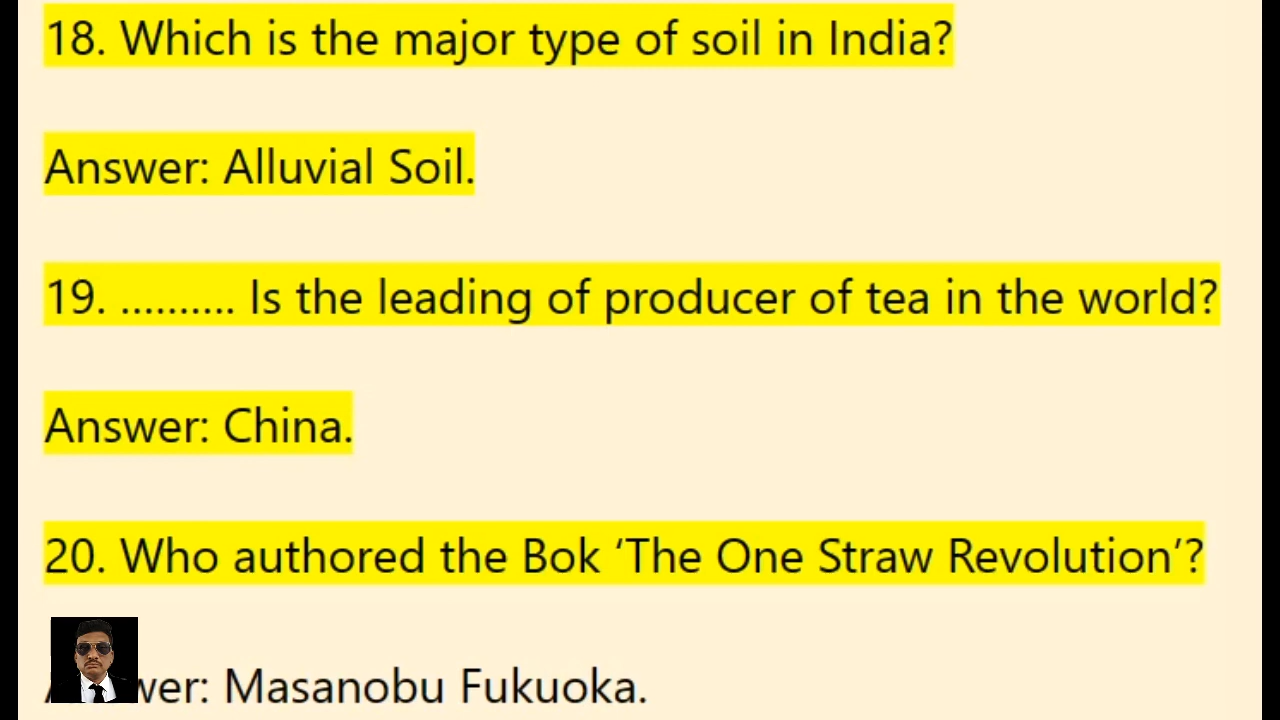 18. Which is the major type of soil in India?
Answer: Alluvial Soil.
19. .......... Is the leading of producer of tea in the world?
Answer: China.
20. Who authored the Bok ‘The One Straw Revolution’?
wer: Masanobu Fukuoka.